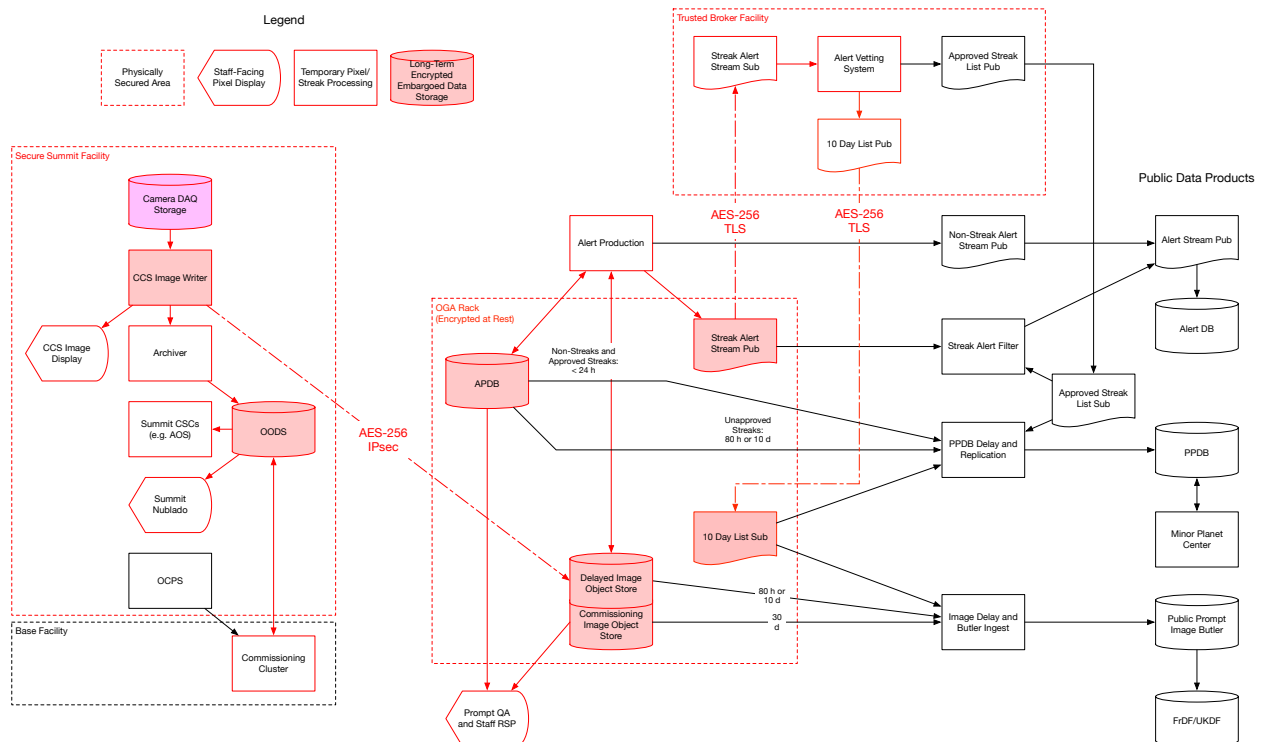 Legend
Physically
Secured Area
Staff-Facing
Pixel Display
Temporary Pixel/
Streak Processing
Long-Term
Encrypted
Embargoed Data
Storage
Trusted Broker Facility
Streak Alert
Stream Sub
Alert Vetting
System
Approved Streak
List Pub
10 Day List Pub
Secure Summit Facility
Camera DAQ
Storage
CCS Image Writer
CCS Image
Display
Archiver
Summit CSCs
(e.g. AOS)
OODS
Summit
Nublado
OCPS
Base Facility
Commissioning
Cluster
AES-256
IPsec
AES-256
TLS
AES-256
TLS
Public Data Products
Alert Production
Non-Streak Alert
Stream Pub
Alert Stream Pub
OGA Rack
(Encrypted at Rest)
Streak Alert
Stream Pub
Streak Alert Filter
Alert DB
Non-Streaks and
Approved Streaks:
< 24 h
APDB
Approved Streak
List Sub
Unapproved
Streaks:
80 h or 10 d
PPDB Delay and
Replication
PPDB
10 Day List Sub
Minor Planet
Center
Delayed Image
Object Store
80 h or
10 d
Commissioning
Image Object
Store
30
d
Image Delay and
Butler Ingest
Public Prompt
Image Butler
Prompt QA
and Staff RSP
FrDF/UKDF